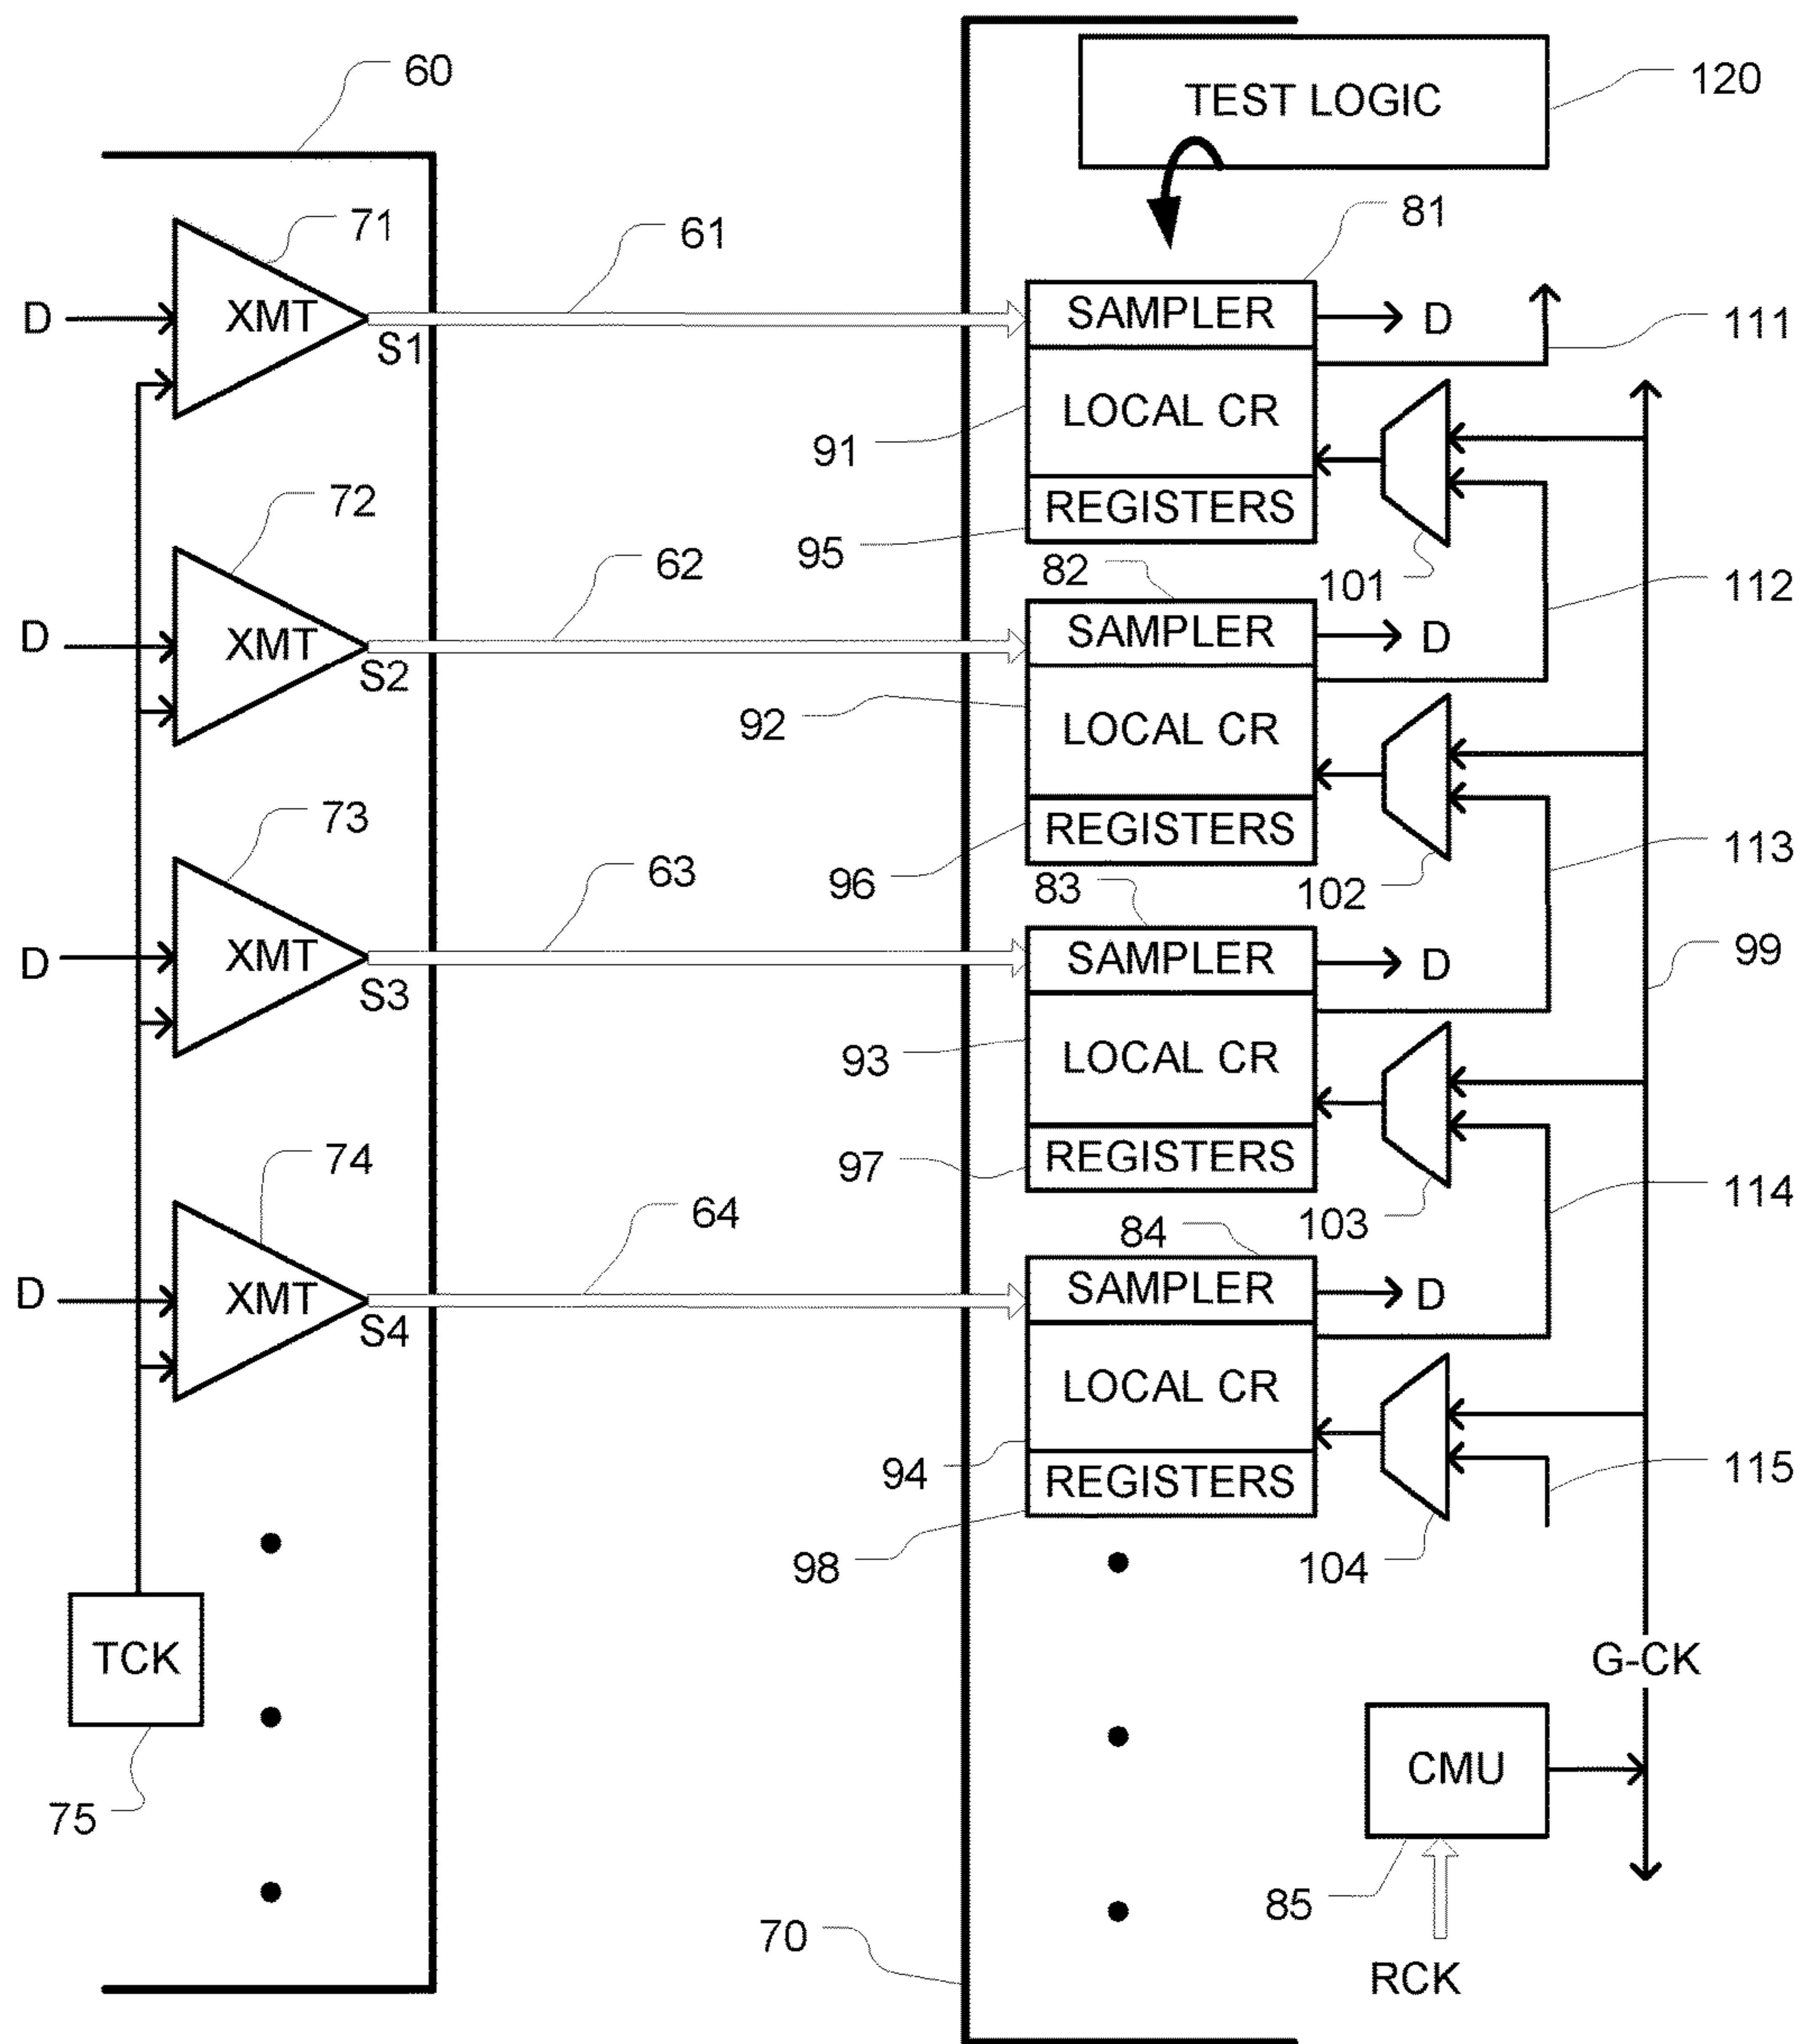 60
TEST LOGIC
120
71
61
81
D
XMT
S1
SAMPLER
D
111
LOCAL CR
91
REGISTERS
95
101
72
62
82
112
D
XMT
S2
SAMPLER
D
92
LOCAL CR
REGISTERS
96
102
73
63
83
113
D
XMT
S3
SAMPLER
D
99
93
LOCAL CR
REGISTERS
97
103
74
64
84
114
D
XMT
S4
SAMPLER
D
LOCAL CR
94
REGISTERS
115
98
104
TCK
G-CK
75
CMU
85
70
RCK